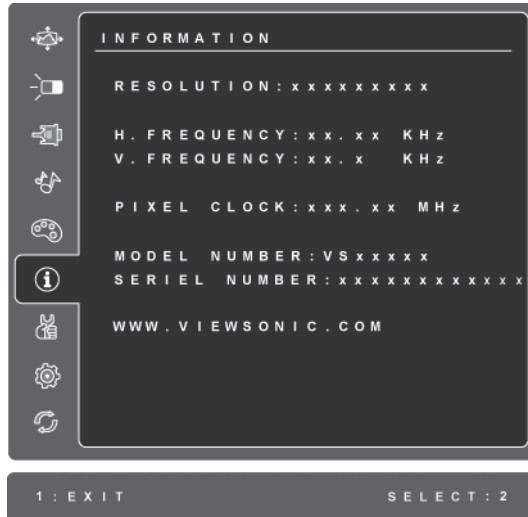 INFORMATION
RESOLUTION:xxxxxxxxx
H. FREQUENCY:xx.xx KHz
V. FREQUENCY:xx.x KHz
PIXEL CLOCK:xxx.xx MHz
MODEL NUMBER:VSxxxxx
SERIEL NUMBER:xxxxxxxxxxxx
WWW.VIEWSONIC.COM
1:EXIT SELECT:2